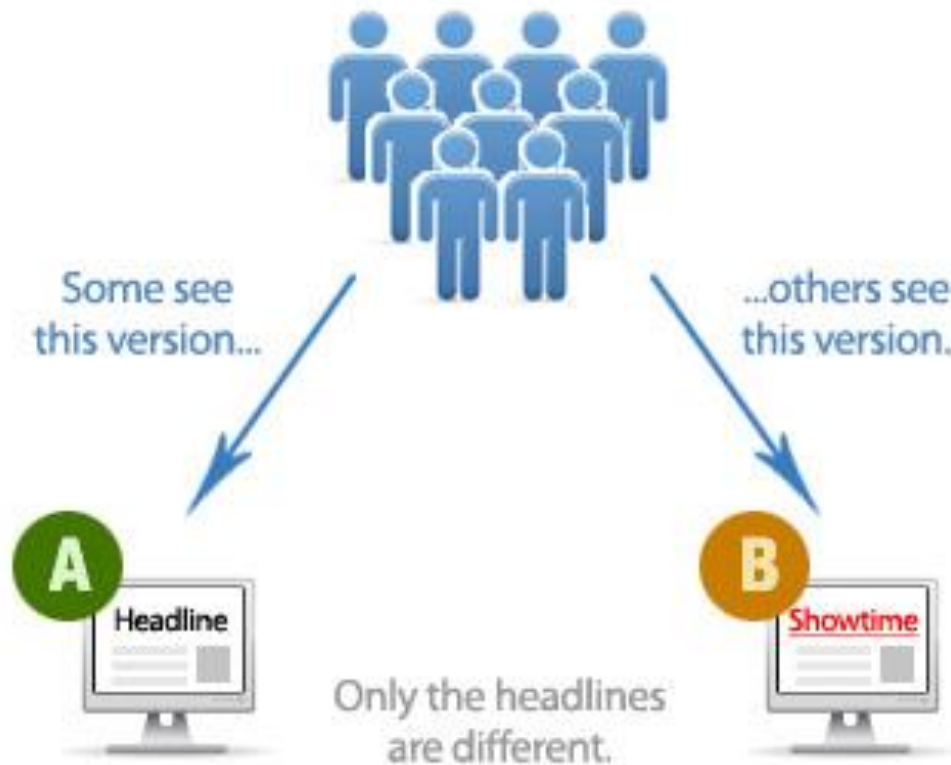 Some see
this version...
...others see
this version.
A
Headline
B
Showtime
Only the headlines
are different.